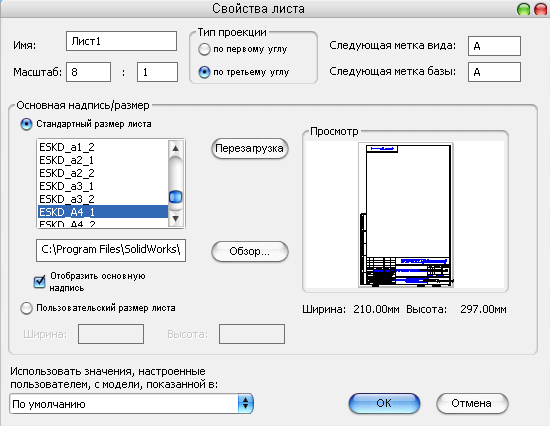 Свойства листа
Имя:
Лист1
Тип проекции
по первому углу
по третьему углу
Следующая метка вида:
A
Масштаб:
8
:
1
Следующая метка базы:
A
Основная надпись/размер
Стандартный размер листа
ESKD_a1_2
ESKD_a2_1
ESKD_a2_2
ESKD_a3_1
ESKD_a3_2
ESKD_A4_1
ESKD_A4_2
Перезагрузка
C:\Program Files\SolidWorks\
Обзор...
Отобразить основную
надпись
Пользовательский размер листа
Ширина:
Высота:
Просмотр
Ширина: 210.00мм Высота: 297.00мм
Использовать значения, настроенные
пользователем, с модели, показанной в:
По умолчанию
OK
Отмена